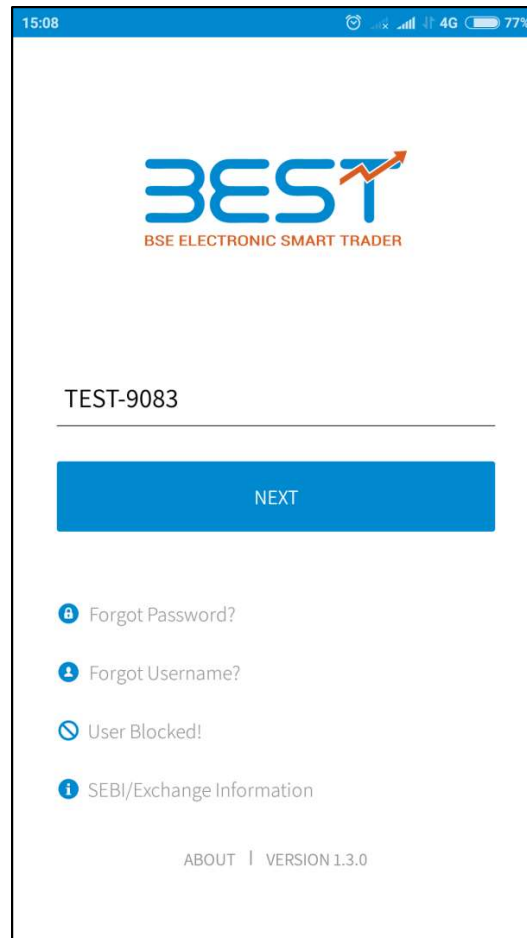 15:08 4G 77%
BEST
BSE ELECTRONIC SMART TRADER
TEST-9083
NEXT
Forgot Password?
Forgot Username?
User Blocked!
SEBI/Exchange Information
ABOUT | VERSION 1.3.0